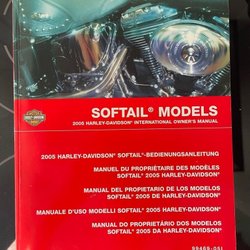 SOFTAIL® MODELS
2005 HARLEY-DAVIDSON® INTERNATIONAL OWNER'S MANUAL
2005 HARLEY-DAVIDSON® SOFTAIL®-BEDIENUNGSANLEITUNG
MANUEL DU PROPRIÉTAIRE DES MODÈLES
SOFTAIL® 2005 HARLEY-DAVIDSON®
MANUAL DEL PROPIETARIO DE LOS MODELOS
SOFTAIL® 2005 DE HARLEY-DAVIDSON®
MANUALE D'USO MODELLI SOFTAIL® 2005 HARLEY-DAVIDSON®
MANUAL DO PROPRIETÁRIO DOS MODELOS
SOFTAIL® 2005 DA HARLEY-DAVIDSON®
99469-05I